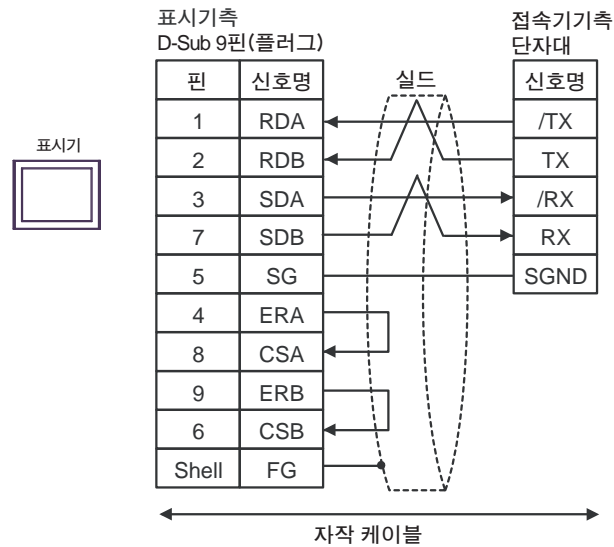 표시기측
D-Sub 9핀(플러그)
접속기기측
단자대
표시기
핀 신호명 실드 신호명
1 RDA /TX
2 RDB TX
3 SDA /RX
7 SDB RX
5 SG SGND
4 ERA
8 CSA
9 ERB
6 CSB
Shell FG
자작 케이블